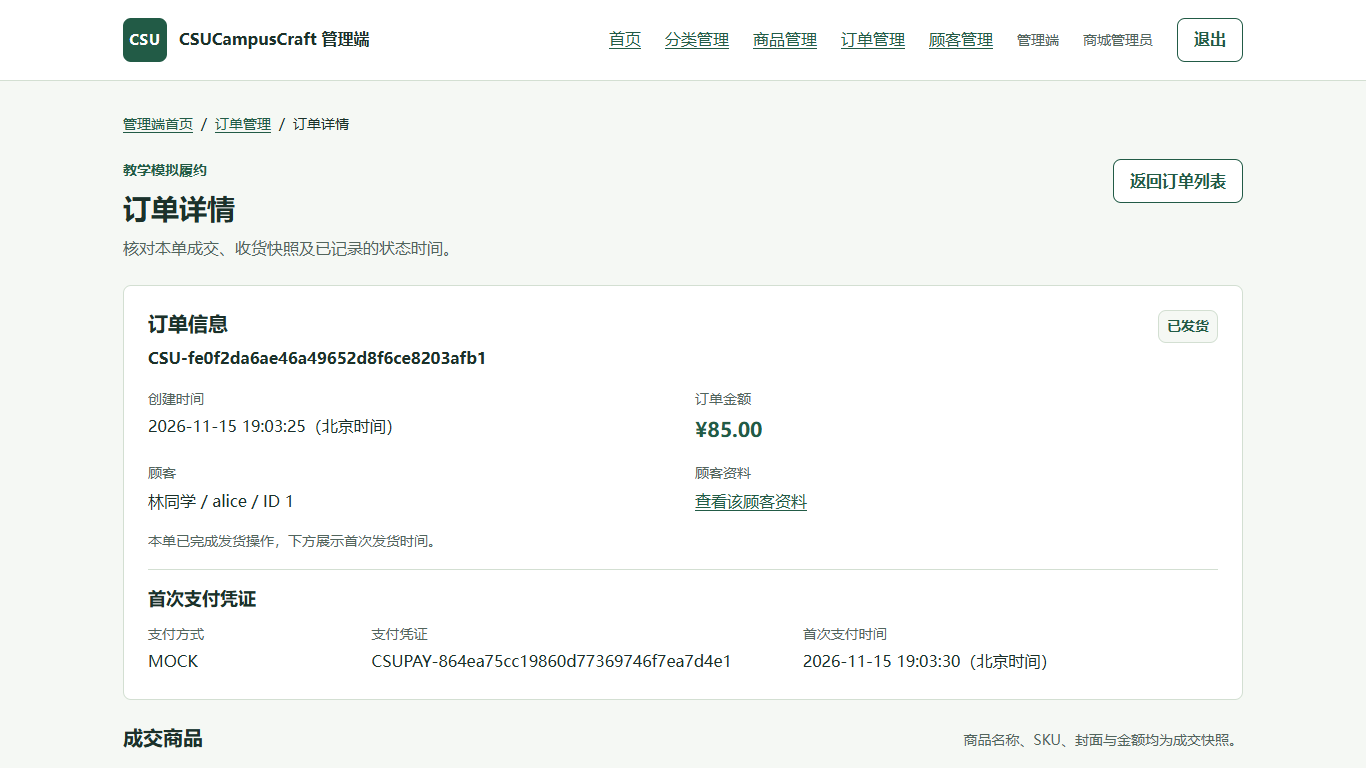 CSU CSUCampusCraft 管理端 首页 分类管理 商品管理 订单管理 顾客管理 管理端 商城管理员 退出
管理端首页 / 订单管理 / 订单详情
教学模拟履约
返回订单列表
订单详情
核对本单成交、收货快照及已记录的状态时间。
订单信息
已发货
CSU-fe0f2da6ae46a49652d8f6ce8203afb1
创建时间 订单金额
2026-11-15 19:03:25（北京时间） ¥85.00
顾客 顾客资料
林同学 / alice / ID 1 查看该顾客资料
本单已完成发货操作，下方展示首次发货时间。
首次支付凭证
支付方式 支付凭证 首次支付时间
MOCK CSUPAY-864ea75cc19860d77369746f7ea7d4e1 2026-11-15 19:03:30（北京时间）
成交商品 商品名称、SKU、封面与金额均为成交快照。